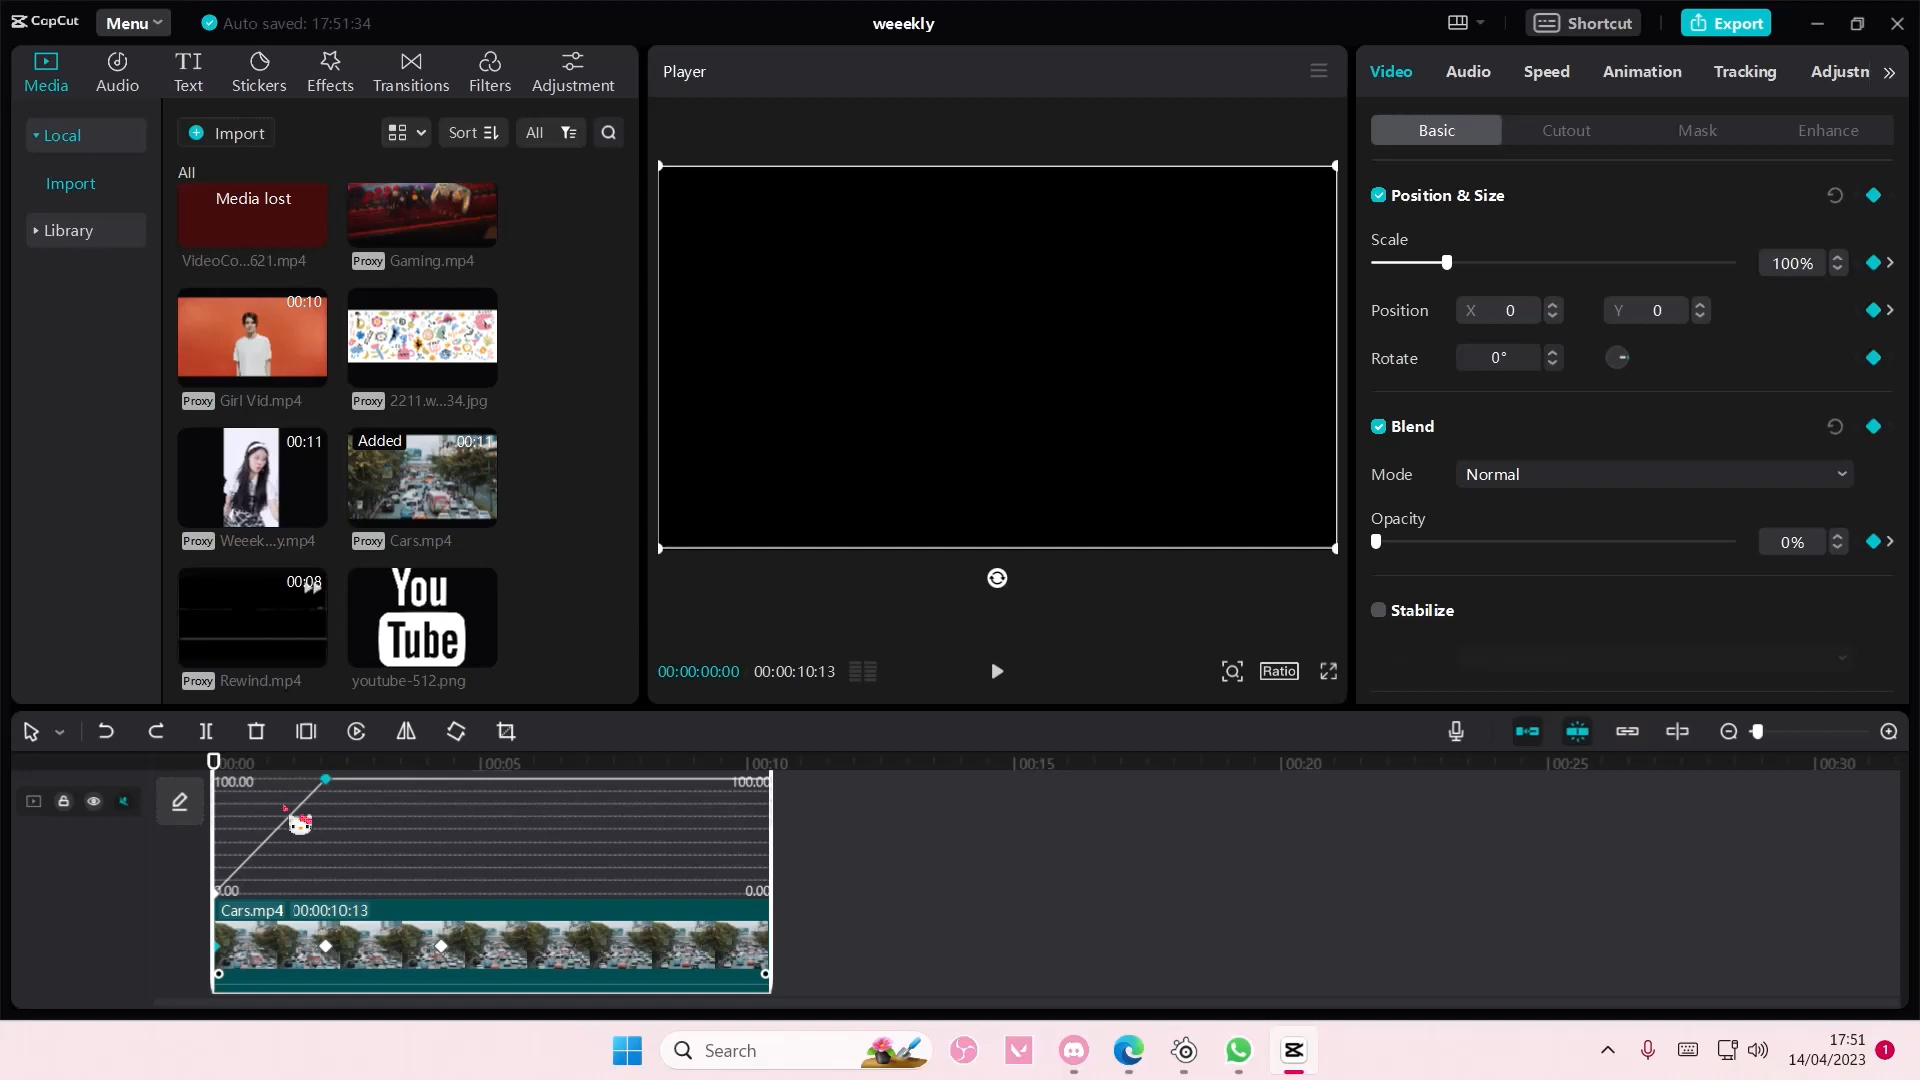 CapCut
Menu
Auto saved: 17:51:34
weeekly
Shortcut
Export
Media
Audio
TI
Text
Stickers
Effects
Transitions
Filters
Adjustment
Player
Video
Audio
Speed
Animation
Tracking
Adjustn
Local
Import
Library
Import
Sort
All
All
Media lost
VideoCo...621.mp4
Proxy Gaming.mp4
00:10
Proxy Girl Vid.mp4
Proxy 2211.w...34.jpg
00:11
Proxy Weeek...y.mp4
Added 00:11
Proxy Cars.mp4
00:08
Proxy Rewind.mp4
You
Tube
youtube-512.png
00:00:00:00
00:00:10:13
Ratio
Basic
Cutout
Mask
Enhance
Position & Size
Scale
100%
Position
X 0
Y 0
Rotate
0°
Blend
Mode
Normal
Opacity
0%
Stabilize
00:00
00:05
00:10
00:15
00:20
00:25
00:30
100.00
100.00
0.00
Cars.mp4 00:00:10:13
Search
17:51
14/04/2023
1